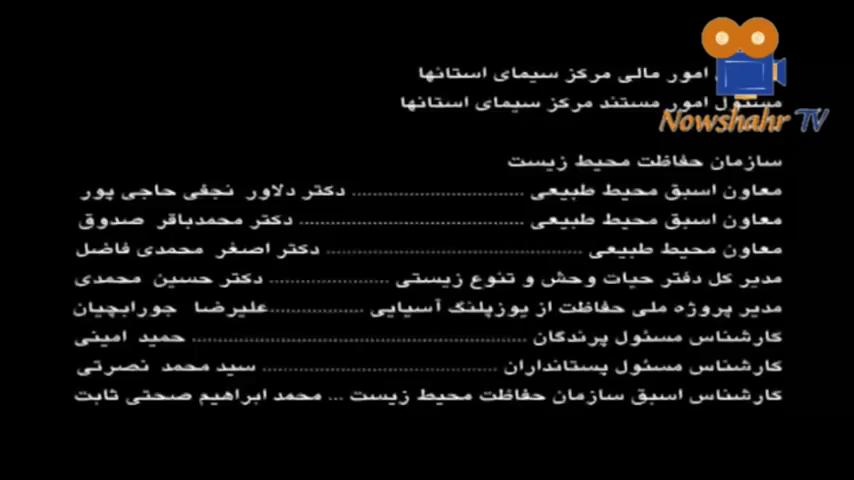 امور مالی مرکز سیمای استانها
مسئول امور مستند مرکز سیمای استانها
Nowshahr TV
سازمان حفاظت محیط زیست
معاون اسبق محیط طبیعی ................................. دکتر دلاور نجفی حاجی پور
معاون اسبق محیط طبیعی ........................................... دکتر محمدباقر صدوق
معاون محیط طبیعی ................................................. دکتر اصغر محمدی فاضل
مدیر کل دفتر حیات وحش و تنوع زیستی ....................... دکتر حسین محمدی
مدیر پروژه ملی حفاظت از یوزپلنگ آسیایی ..................علیرضا جورابچیان
کارشناس مسئول پرندگان ................................................................ حمید امینی
کارشناس مسئول پستانداران ............................................. سید محمد نصرتی
کارشناس اسبق سازمان حفاظت محیط زیست ... محمد ابراهیم صحتی ثابت